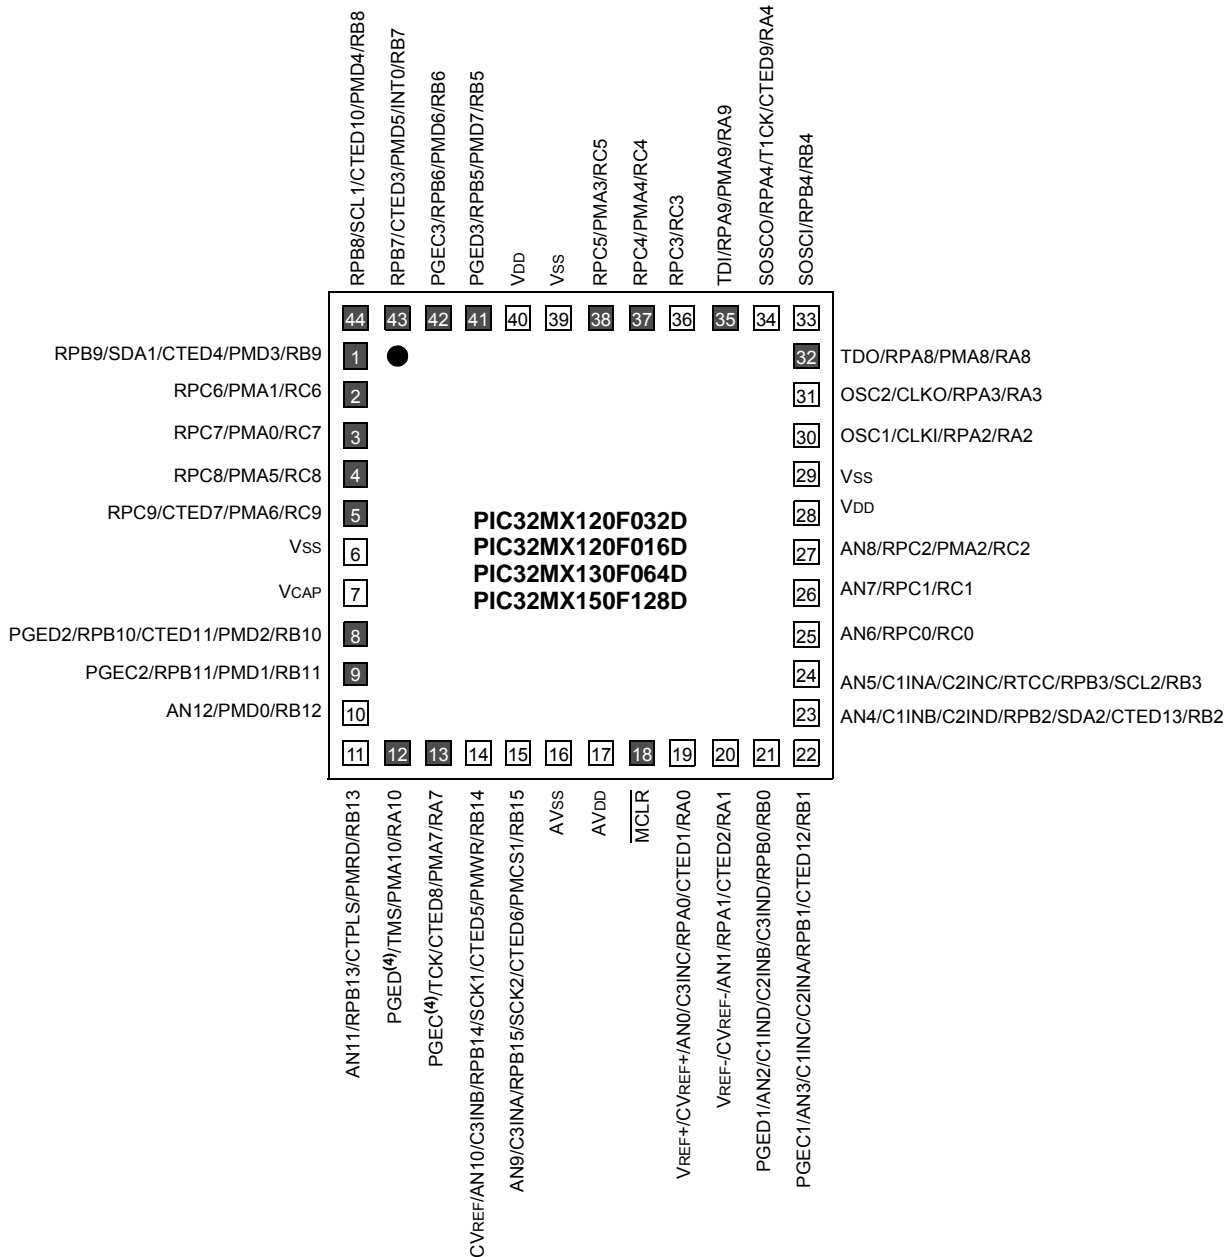 RPB8/SCL1/CTED10/PMD4/RB8
RPB7/CTED3/PMD5/INT0/RB7
PGEC3/RPB6/PMD6/RB6
PGED3/RPB5/PMD7/RB5
VDD
VSS
RPC5/PMA3/RC5
RPC4/PMA4/RC4
RPC3/RC3
TDI/RPA9/PMA9/RA9
SOSCO/RPA4/T1CK/CTED9/RA4
SOSCI/RPB4/RB4
44 43 42 41 40 39 38 37 36 35 34 33
RPB9/SDA1/CTED4/PMD3/RB9 1
RPC6/PMA1/RC6 2
RPC7/PMA0/RC7 3
RPC8/PMA5/RC8 4
RPC9/CTED7/PMA6/RC9 5
VSS 6
VCAP 7
PGED2/RPB10/CTED11/PMD2/RB10 8
PGEC2/RPB11/PMD1/RB11 9
AN12/PMD0/RB12 10
PIC32MX120F032D
PIC32MX120F016D
PIC32MX130F064D
PIC32MX150F128D
32 TDO/RPA8/PMA8/RA8
31 OSC2/CLKO/RPA3/RA3
30 OSC1/CLKI/RPA2/RA2
29 VSS
28 VDD
27 AN8/RPC2/PMA2/RC2
26 AN7/RPC1/RC1
25 AN6/RPC0/RC0
24 AN5/C1INA/C2INC/RTCC/RPB3/SCL2/RB3
23 AN4/C1INB/C2IND/RPB2/SDA2/CTED13/RB2
11 12 13 14 15 16 17 18 19 20 21 22
AN11/RPB13/CTPLS/PMRD/RB13
PGED(4)/TMS/PMA10/RA10
PGEC(4)/TCK/CTED8/PMA7/RA7
CVREF/AN10/C3INB/RPB14/SCK1/CTED5/PMWR/RB14
AN9/C3INA/RPB15/SCK2/CTED6/PMCS1/RB15
AVSS
AVDD
MCLR
VREF+/CVREF+/AN0/C3INC/RPA0/CTED1/RA0
VREF-/CVREF-/AN1/RPA1/CTED2/RA1
PGED1/AN2/C1IND/C2INB/C3IND/RPB0/RB0
PGEC1/AN3/C1INC/C2INA/RPB1/CTED12/RB1